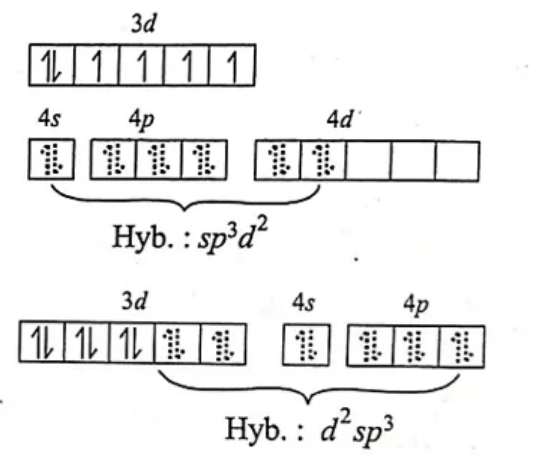 3d
4s 4p 4d
Hyb. : sp³d²
3d 4s 4p
Hyb. : d²sp³